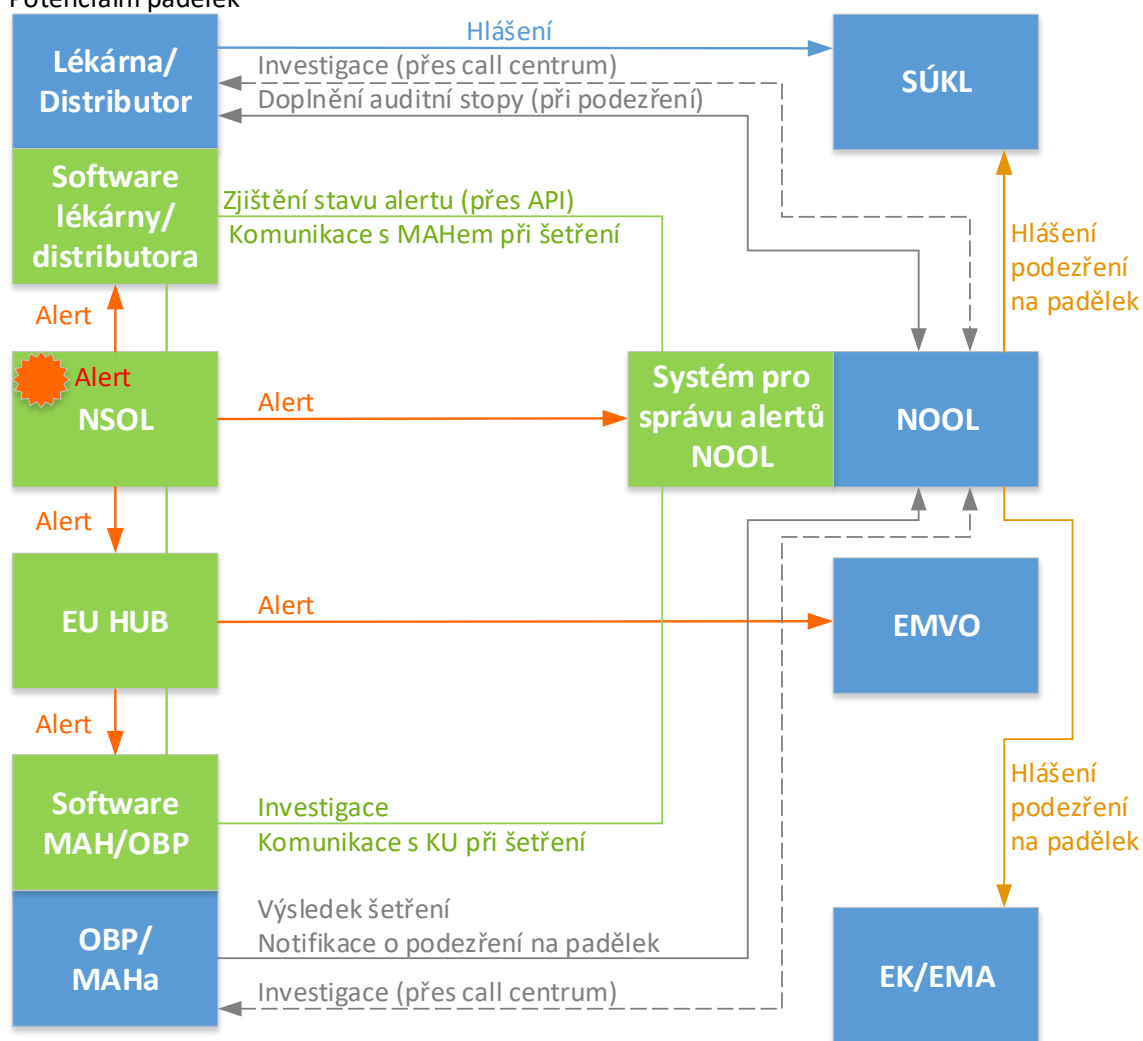 Potenciální padělek
Lékárna/
Distributor
Hlášení
Investigace (přes call centrum)
Doplnění auditní stopy (při podezření)
SÚKL
Software
lékárny/
distributora
Zjištění stavu alertu (přes API)
Komunikace s MAHem při šetření
Hlášení
podezření
na padělek
Alert
Alert
NSOL
Alert
Systém pro
správu alertů
NOOL
NOOL
Alert
EU HUB
Alert
EMVO
Alert
Software
MAH/OBP
Investigace
Komunikace s KU při šetření
Hlášení
podezření
na padělek
OBP/
MAHa
Výsledek šetření
Notifikace o podezření na padělek
Investigace (přes call centrum)
EK/EMA